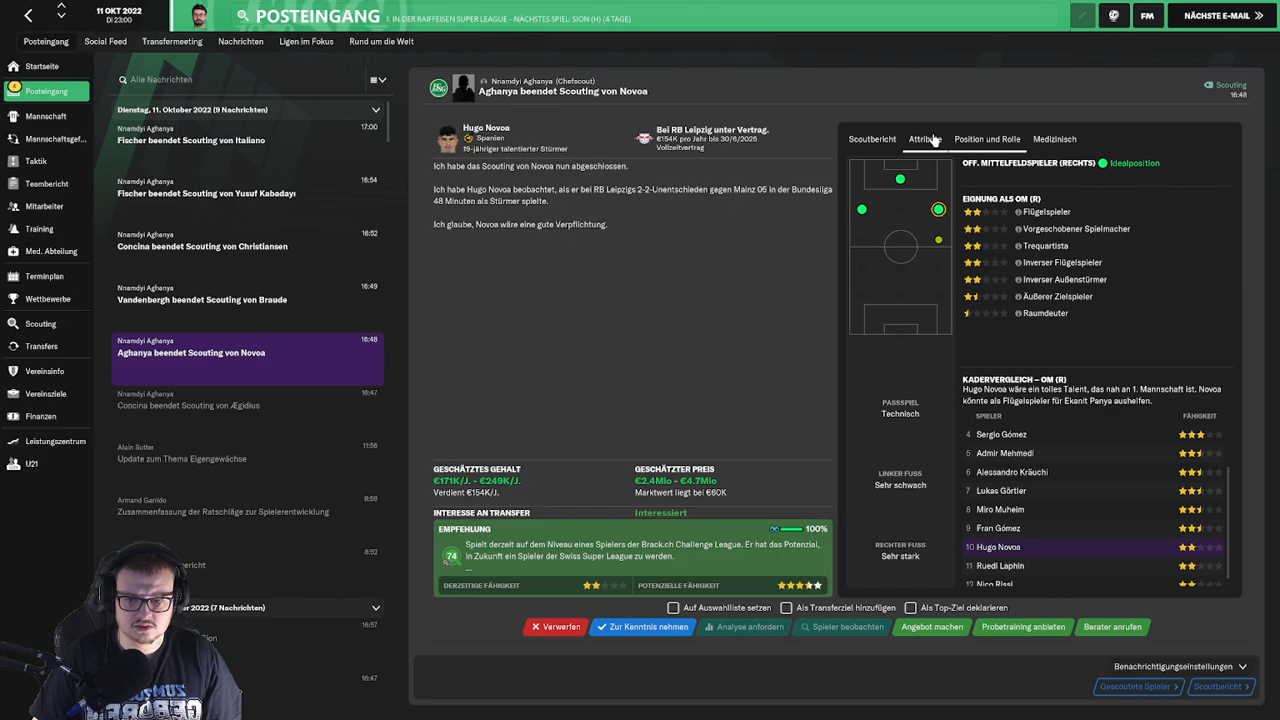 11 OKT 2022
DI 23:00
POSTEINGANG
1. IN DER RAIFFEISEN SUPER LEAGUE - NÄCHSTES SPIEL: SION (H) (4 TAGE)
FM
NÄCHSTE E-MAIL
Posteingang
Social Feed
Transfermeeting
Nachrichten
Ligen im Fokus
Rund um die Welt
Startseite
Posteingang
Mannschaft
Mannschaftsgef...
Taktik
Teambericht
Mitarbeiter
Training
Med. Abteilung
Terminplan
Wettbewerbe
Scouting
Transfers
Vereinsinfo
Vereinsziele
Finanzen
Leistungszentrum
U21
Alle Nachrichten
Dienstag, 11. Oktober 2022 (9 Nachrichten)
Nnamdyi Aghanya 17:00
Fischer beendet Scouting von Italiano
Nnamdyi Aghanya 16:54
Fischer beendet Scouting von Yusuf Kabadayı
Nnamdyi Aghanya 16:52
Concina beendet Scouting von Christiansen
Nnamdyi Aghanya 16:49
Vandenbergh beendet Scouting von Braude
Nnamdyi Aghanya 16:48
Aghanya beendet Scouting von Novoa
Nnamdyi Aghanya 16:47
Concina beendet Scouting von Ægidius
Alain Sutter 11:56
Update zum Thema Eigengewächse
Armand Garrido 8:58
Zusammenfassung der Ratschläge zur Spielerentwicklung
8:52
2022 (7 Nachrichten)
16:57
16:47
Nnamdyi Aghanya (Chefscout)
Aghanya beendet Scouting von Novoa
Scouting
16:48
Hugo Novoa
Spanien
19-jähriger talentierter Stürmer
Bei RB Leipzig unter Vertrag.
€154K pro Jahr bis 30/6/2026
Vollzeitvertrag
Ich habe das Scouting von Novoa nun abgeschlossen.
Ich habe Hugo Novoa beobachtet, als er bei RB Leipzigs 2-2-Unentschieden gegen Mainz 05 in der Bundesliga
48 Minuten als Stürmer spielte.
Ich glaube, Novoa wäre eine gute Verpflichtung.
GESCHÄTZTES GEHALT
€171K/J. - €249K/J.
Verdient €154K/J.
GESCHÄTZTER PREIS
€2.4Mio - €4.7Mio
Marktwert liegt bei €60K
INTERESSE AN TRANSFER
Interessiert
EMPFEHLUNG
100%
74
Spielt derzeit auf dem Niveau eines Spielers der Brack.ch Challenge League. Er hat das Potenzial,
in Zukunft ein Spieler der Swiss Super League zu werden.
...
DERZEITIGE FÄHIGKEIT
POTENZIELLE FÄHIGKEIT
Scoutbericht
Attribute
Position und Rolle
Medizinisch
OFF. MITTELFELDSPIELER (RECHTS) Idealposition
EIGNUNG ALS OM (R)
Flügelspieler
Vorgeschobener Spielmacher
Trequartista
Inverser Flügelspieler
Inverser Außenstürmer
Äußerer Zielspieler
Raumdeuter
PASSSPIEL
Technisch
LINKER FUSS
Sehr schwach
RECHTER FUSS
Sehr stark
KADERVERGLEICH – OM (R)
Hugo Novoa wäre ein tolles Talent, das nah an 1. Mannschaft ist. Novoa
könnte als Flügelspieler für Ekanit Panya aushelfen.
SPIELER FÄHIGKEIT
4 Sergio Gómez
5 Admir Mehmedi
6 Alessandro Kräuchi
7 Lukas Görtler
8 Miro Muheim
9 Fran Gómez
10 Hugo Novoa
11 Ruedi Laphin
12 Nico Rissi
Auf Auswahlliste setzen
Als Transferziel hinzufügen
Als Top-Ziel deklarieren
Verwerfen
Zur Kenntnis nehmen
Analyse anfordern
Spieler beobachten
Angebot machen
Probetraining anbieten
Berater anrufen
Benachrichtigungseinstellungen
Gescoutete Spieler
Scoutbericht